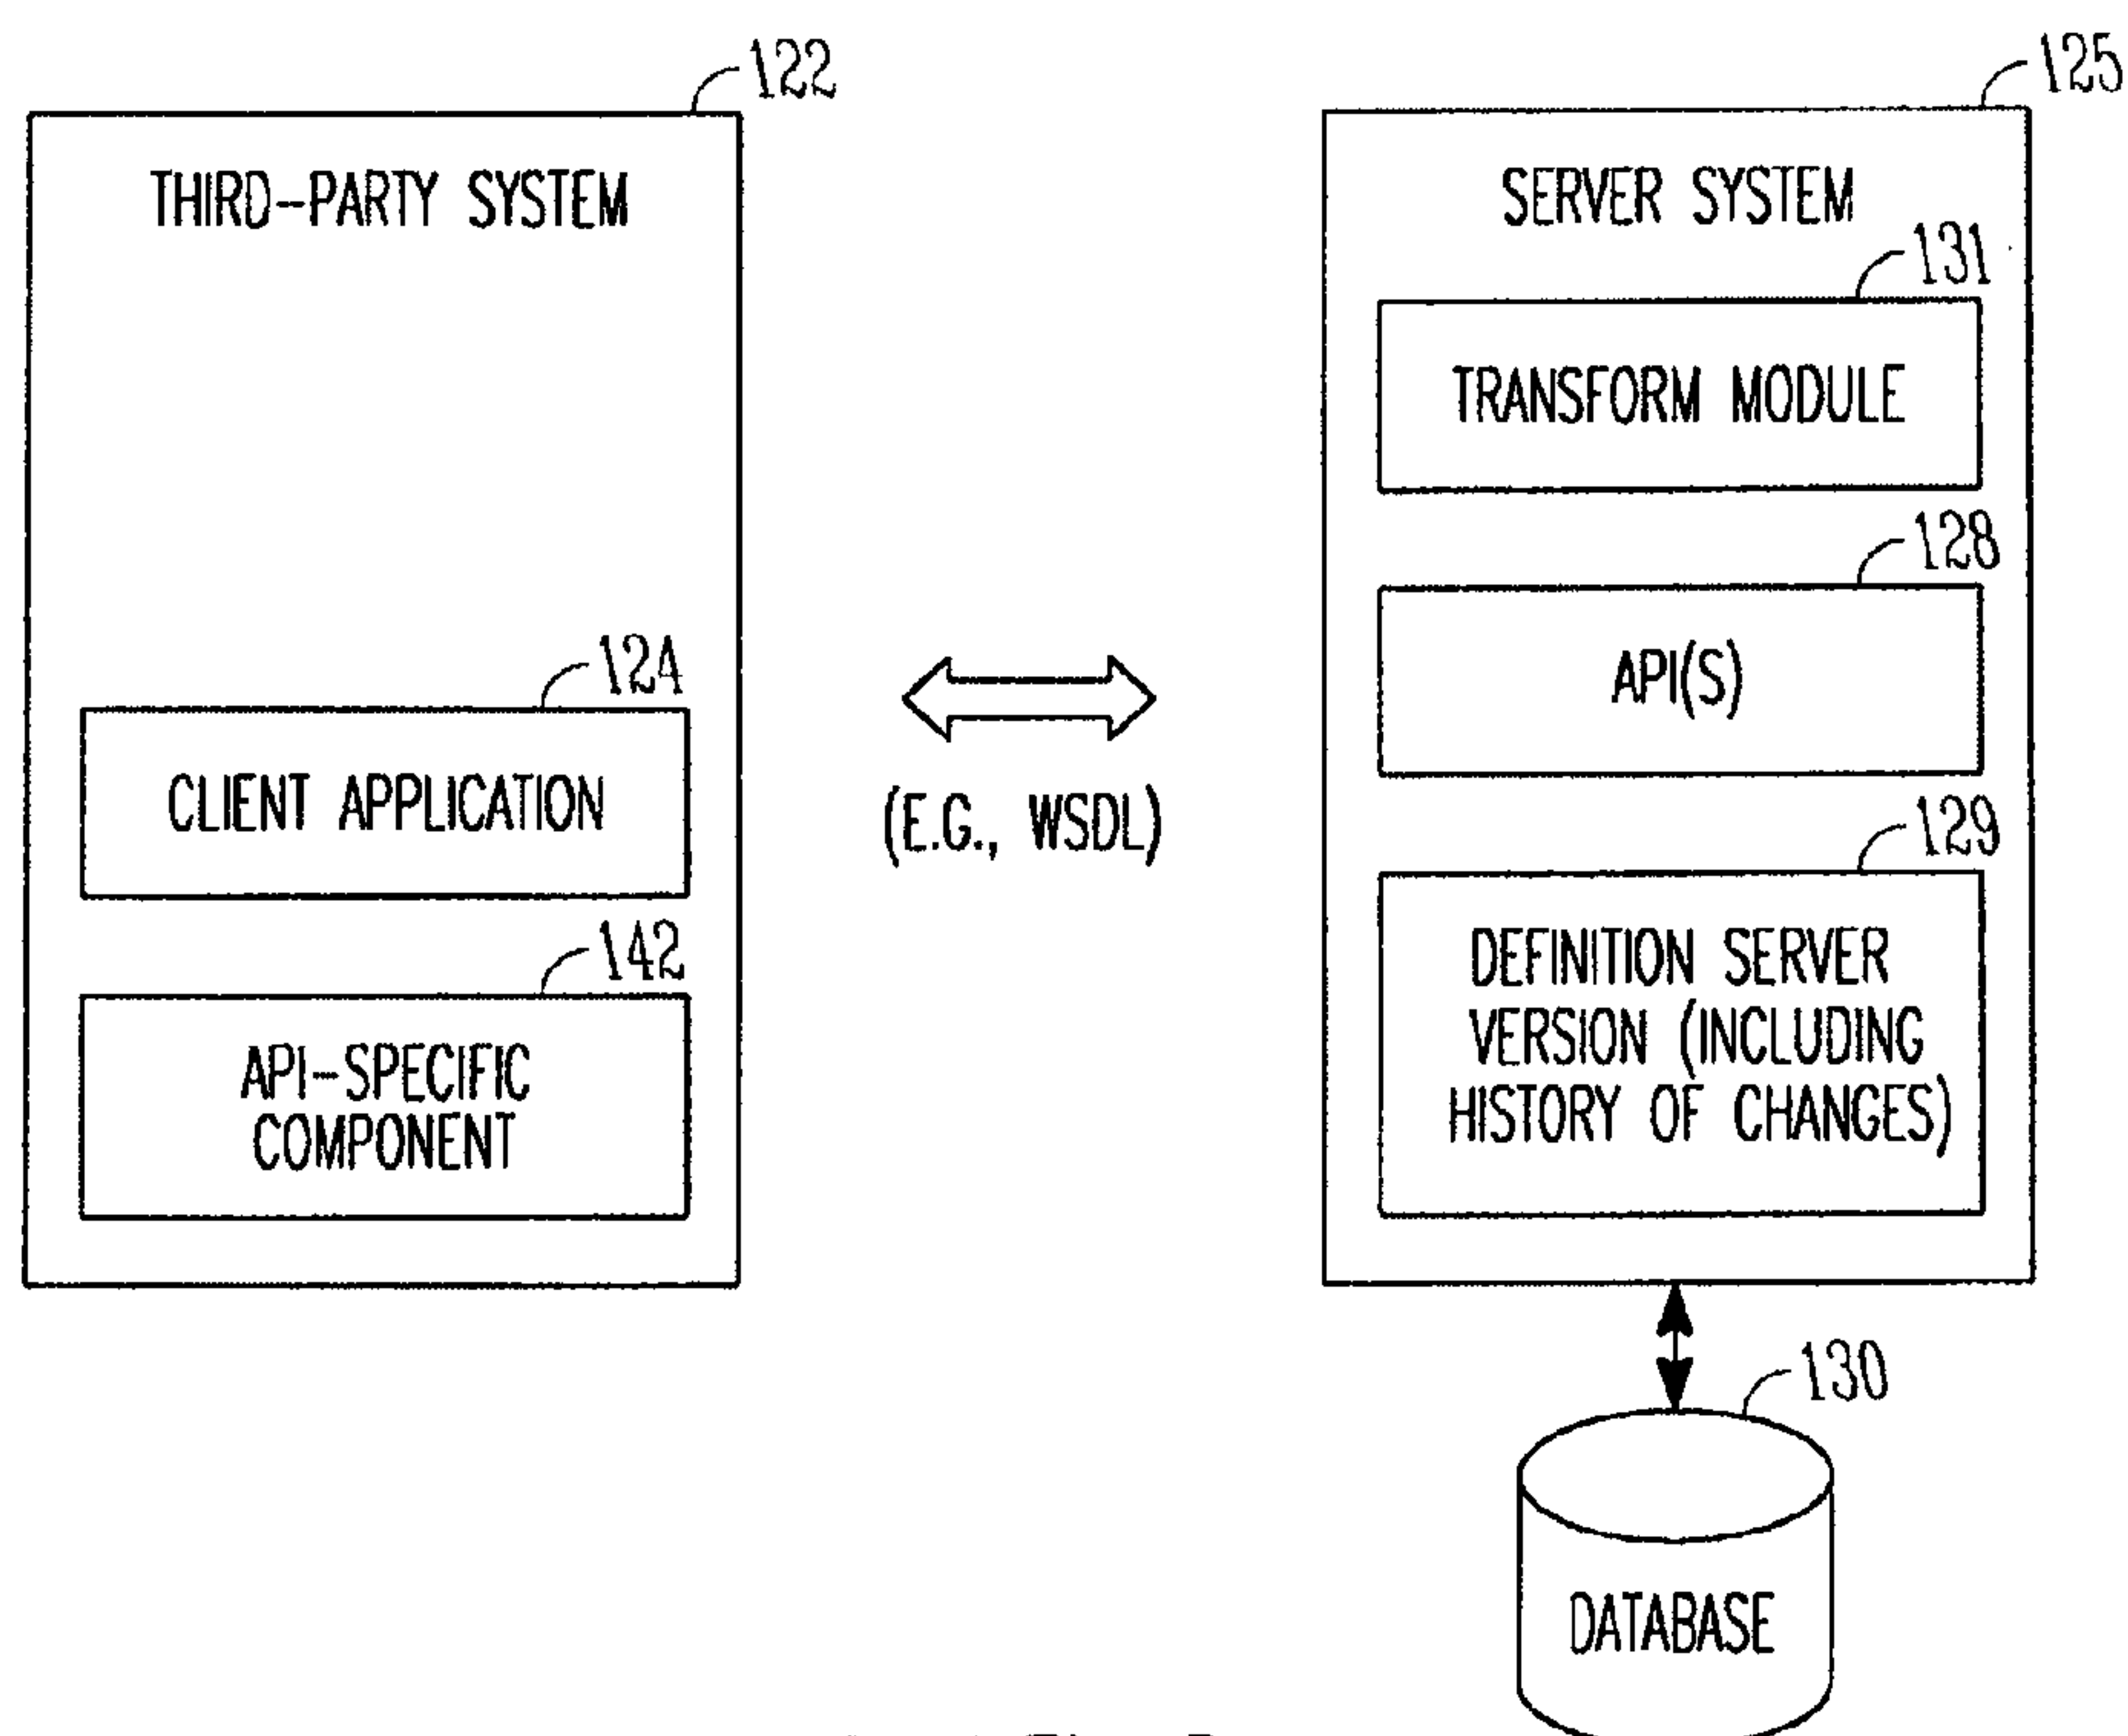 122
THIRD-PARTY SYSTEM
124
CLIENT APPLICATION
142
API-SPECIFIC
COMPONENT
(E.G., WSDL)
125
SERVER SYSTEM
131
TRANSFORM MODULE
128
API(S)
129
DEFINITION SERVER
VERSION (INCLUDING
HISTORY OF CHANGES)
130
DATABASE